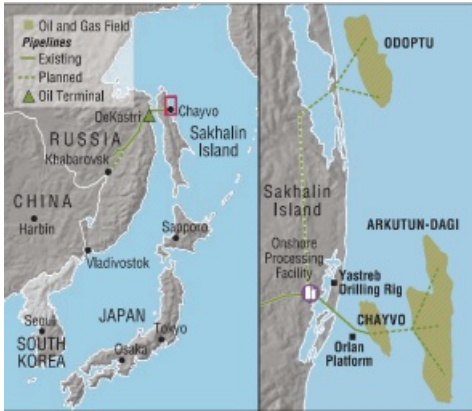 Oil and Gas Field
Pipelines
Existing
Planned
Oil Terminal
DeKastri
Chayvo
RUSSIA
Sakhalin
Island
Khabarovsk
CHINA
Harbin
Sapporo
Vladivostok
JAPAN
Seoul
Tokyo
SOUTH
KOREA
Osaka
ODOPTU
Sakhalin
Island
ARKUTUN-DAGI
Onshore
Processing
Facility
Yastreb
Drilling Rig
CHAYVO
Orlan
Platform